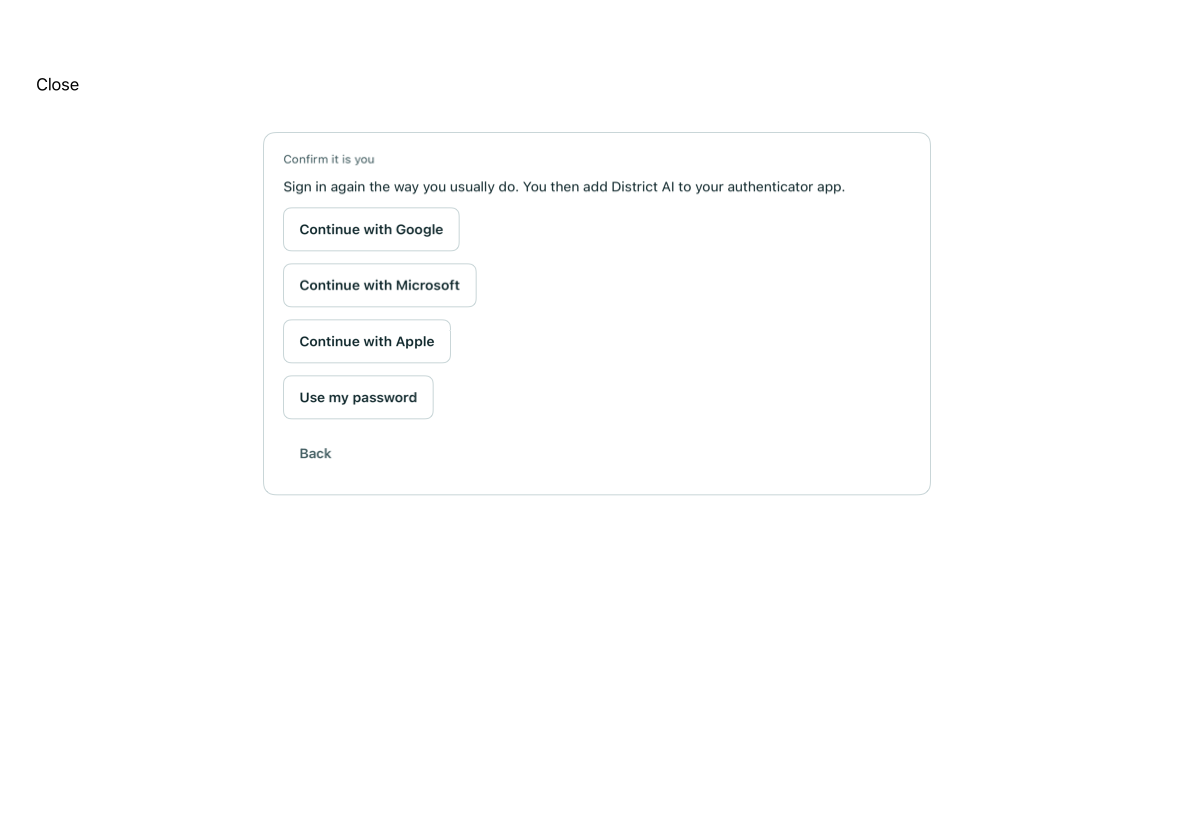 Close
Confirm it is you
Sign in again the way you usually do. You then add District AI to your authenticator app.
Continue with Google
Continue with Microsoft
Continue with Apple
Use my password
Back